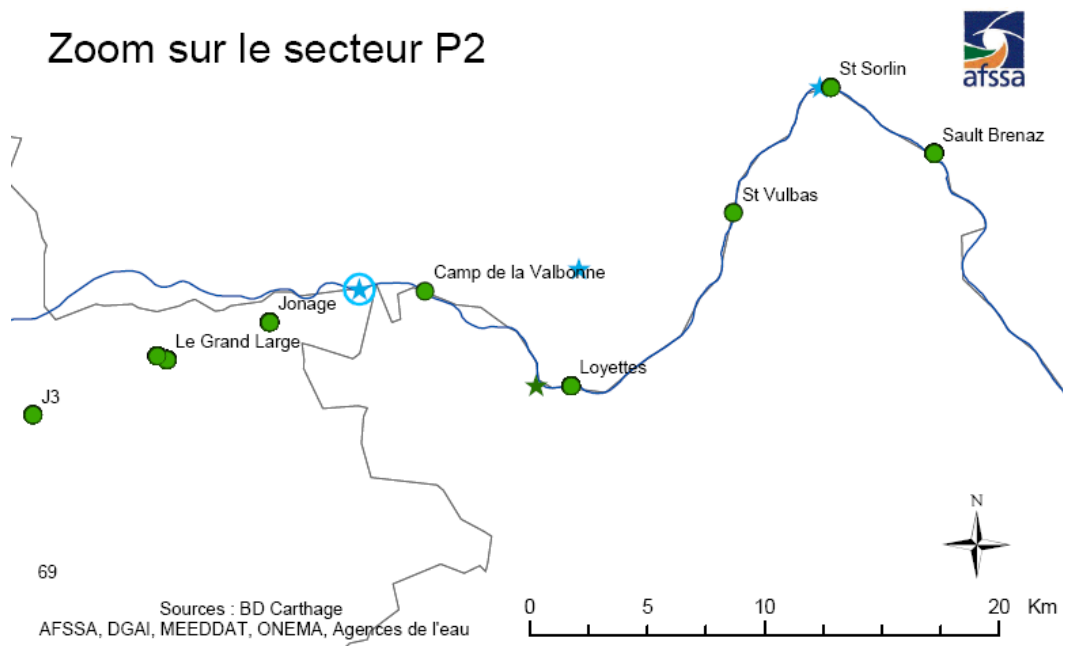 Zoom sur le secteur P2
afssa
St Sorlin
Sault Brenaz
St Vulbas
Camp de la Valbonne
Jonage
Le Grand Large
Loyettes
J3
N
69
Sources : BD Carthage
AFSSA, DGAI, MEEDDAT, ONEMA, Agences de l'eau
0 5 10 20 Km